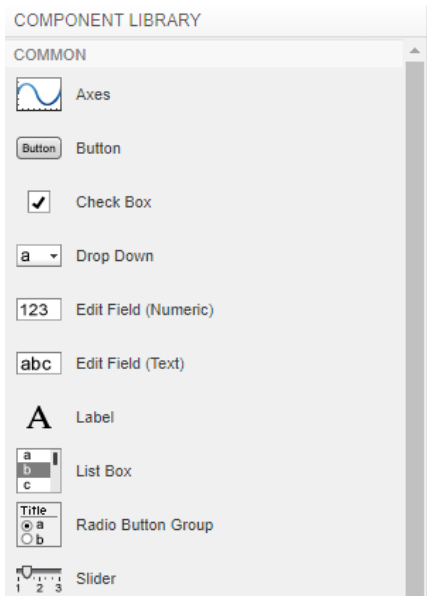 COMPONENT LIBRARY
COMMON
Axes
Button Button
Check Box
a Drop Down
123 Edit Field (Numeric)
abc Edit Field (Text)
A Label
a
b List Box
c
Title
a Radio Button Group
b
Slider
1 2 3